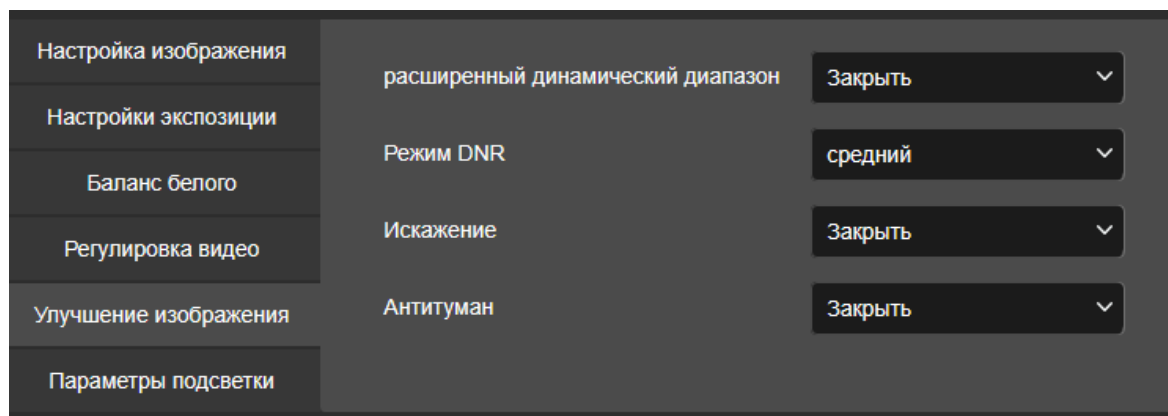 Настройка изображения
Настройки экспозиции
Баланс белого
Регулировка видео
Улучшение изображения
Параметры подсветки
расширенный динамический диапазон Закрыть
Режим DNR средний
Искажение Закрыть
Антитуман Закрыть